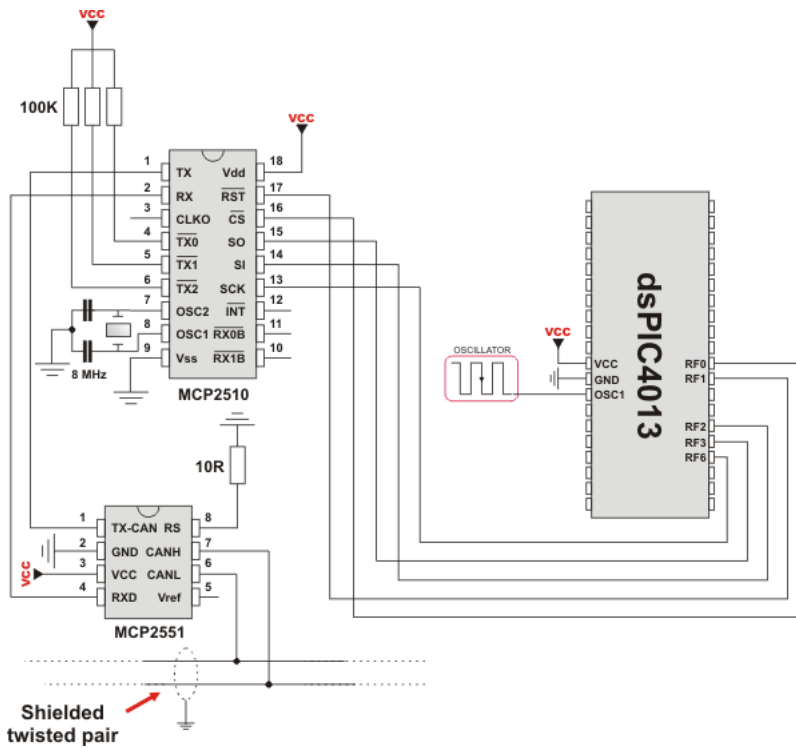 vcc
100K
vcc
1 TX Vdd 18
2 RX RST 17
3 CLKO CS 16
4 TX0 SO 15
5 TX1 SI 14
6 TX2 SCK 13
7 OSC2 INT 12
8 OSC1 RX0B 11
9 Vss RX1B 10
8 MHz
MCP2510
10R
1 TX-CAN RS 8
2 GND CANH 7
vcc 3 VCC CANL 6
4 RXD Vref 5
MCP2551
Shielded
twisted pair
OSCILLATOR
vcc
VCC RF0
GND RF1
OSC1
RF2
RF3
RF6
dsPIC4013